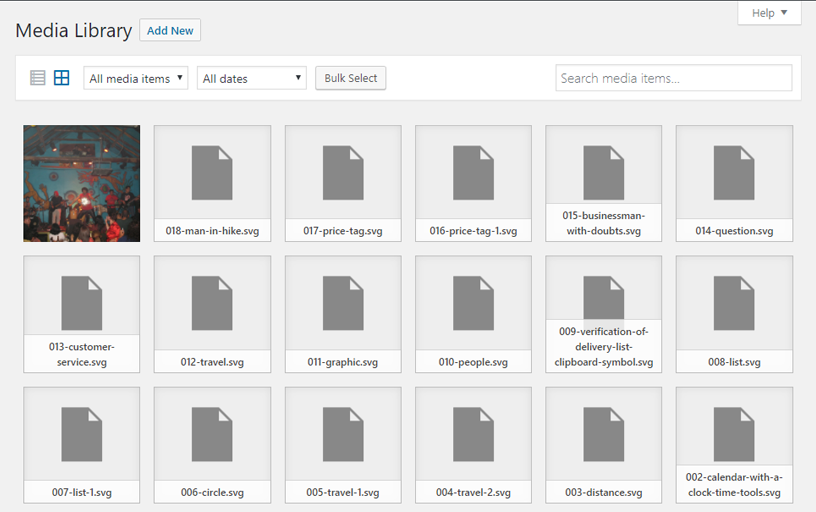 Help
Media Library
Add New
All media items
All dates
Bulk Select
Search media items...
018-man-in-hike.svg
017-price-tag.svg
016-price-tag-1.svg
015-businessman-
with-doubts.svg
014-question.svg
013-customer-
service.svg
012-travel.svg
011-graphic.svg
010-people.svg
009-verification-of-
delivery-list-
clipboard-symbol.svg
008-list.svg
007-list-1.svg
006-circle.svg
005-travel-1.svg
004-travel-2.svg
003-distance.svg
002-calendar-with-a-
clock-time-tools.svg